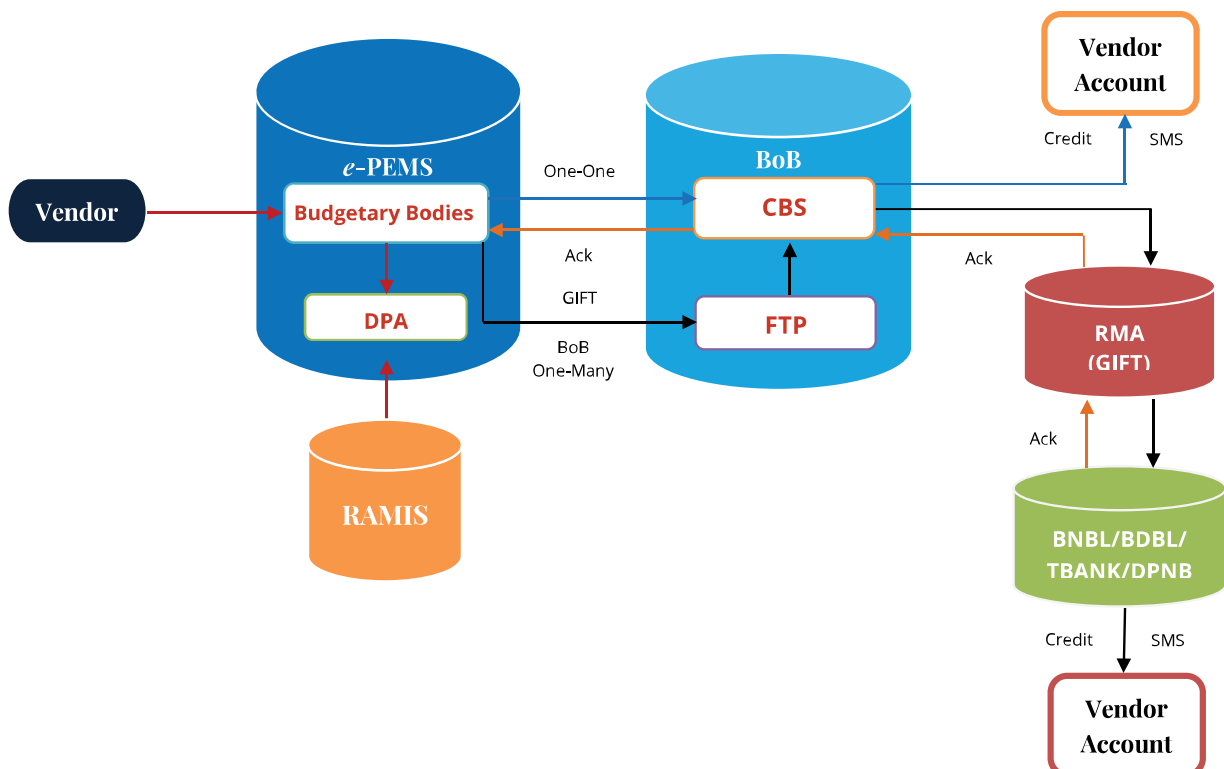 Vendor
Account
Credit
SMS
e-PEMS
BoB
One-One
Vendor
Budgetary Bodies
CBS
Ack
Ack
GIFT
DPA
FTP
BoB
One-Many
RMA
(GIFT)
Ack
RAMIS
BNBL/BDBL/
TBANK/DPNB
Credit
SMS
Vendor
Account